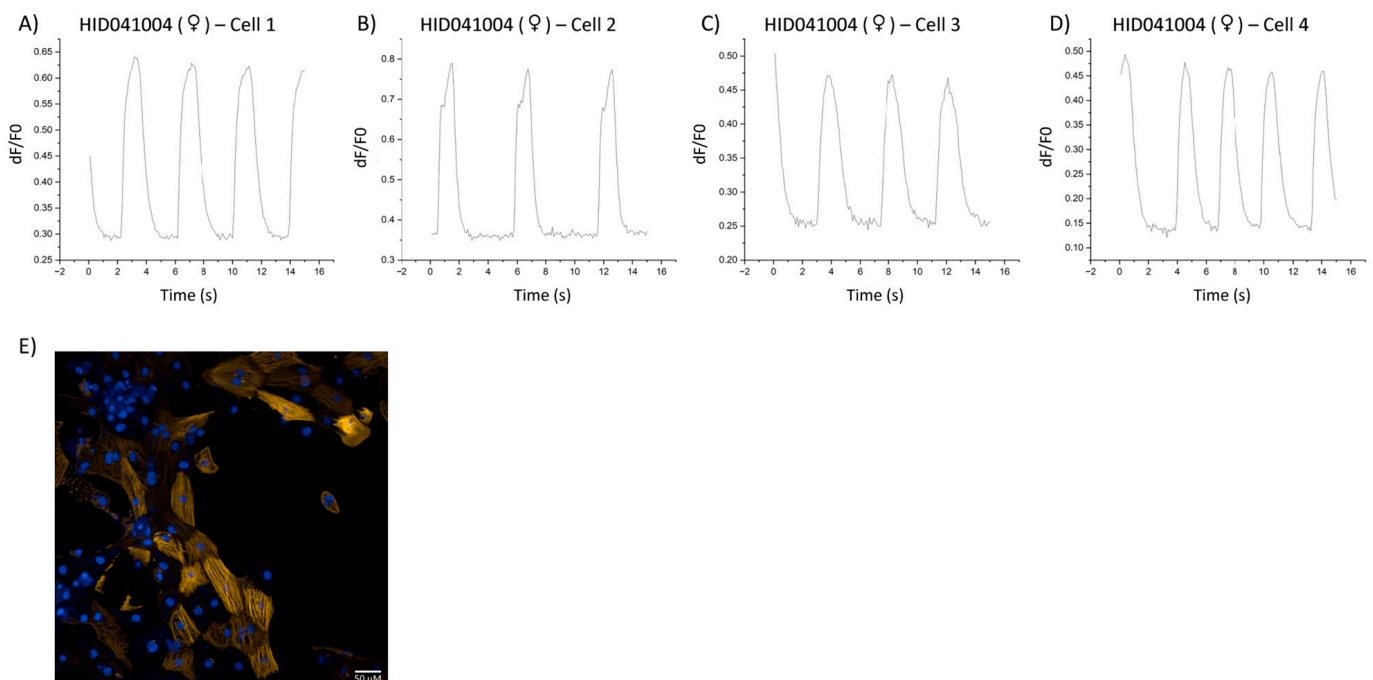 A) HID041004 (♀) – Cell 1
0.65
0.60
0.55
0.50
0.45
0.40
0.35
0.30
0.25
dF/F0
−2 0 2 4 6 8 10 12 14 16
Time (s)
B) HID041004 (♀) – Cell 2
0.8
0.7
0.6
0.5
0.4
0.3
dF/F0
−2 0 2 4 6 8 10 12 14 16
Time (s)
C) HID041004 (♀) – Cell 3
0.50
0.45
0.40
0.35
0.30
0.25
0.20
dF/F0
−2 0 2 4 6 8 10 12 14 16
Time (s)
D) HID041004 (♀) – Cell 4
0.50
0.45
0.40
0.35
0.30
0.25
0.20
0.15
0.10
dF/F0
−2 0 2 4 6 8 10 12 14 16
Time (s)
E)
50 µM